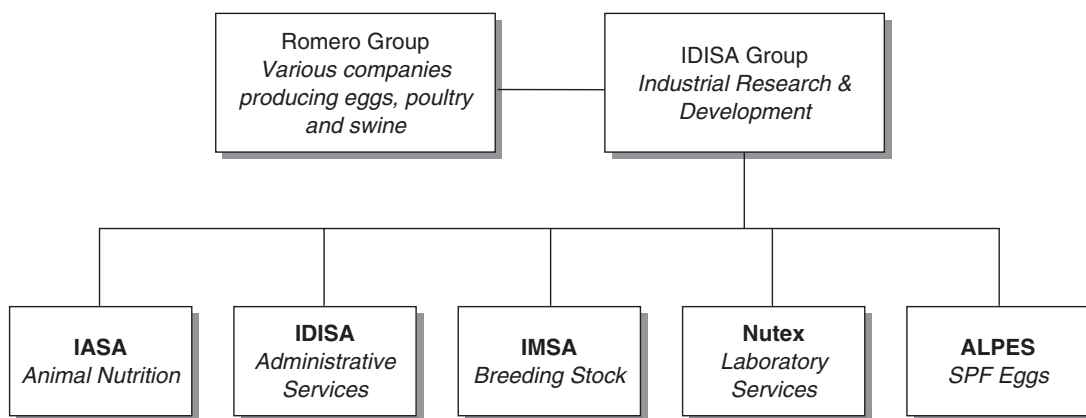 Romero Group
Various companies
producing eggs, poultry
and swine
IDISA Group
Industrial Research &
Development
IASA
Animal Nutrition
IDISA
Administrative
Services
IMSA
Breeding Stock
Nutex
Laboratory
Services
ALPES
SPF Eggs